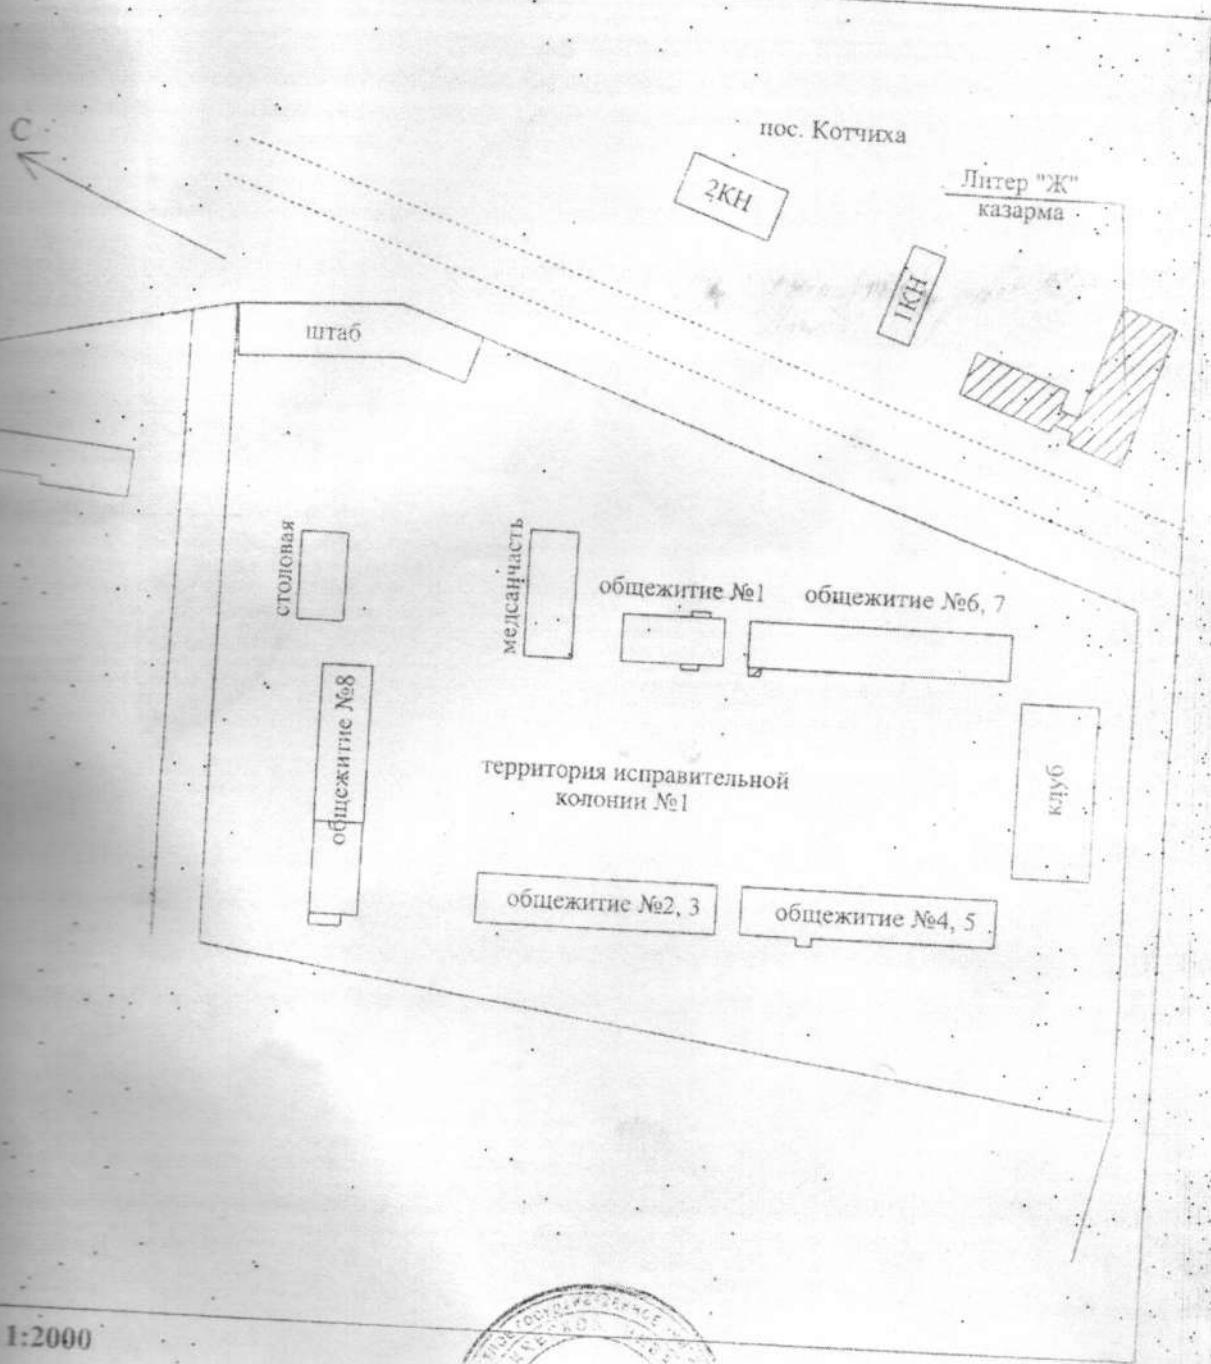 С
пос. Котчиха
2КН
Литер "Ж"
казарма
1КН
штаб
столовая
медсанчасть
общежитие №1
общежитие №6, 7
общежитие №8
территория исправительной
колонии №1
клуб
общежитие №2, 3
общежитие №4, 5
1:2000